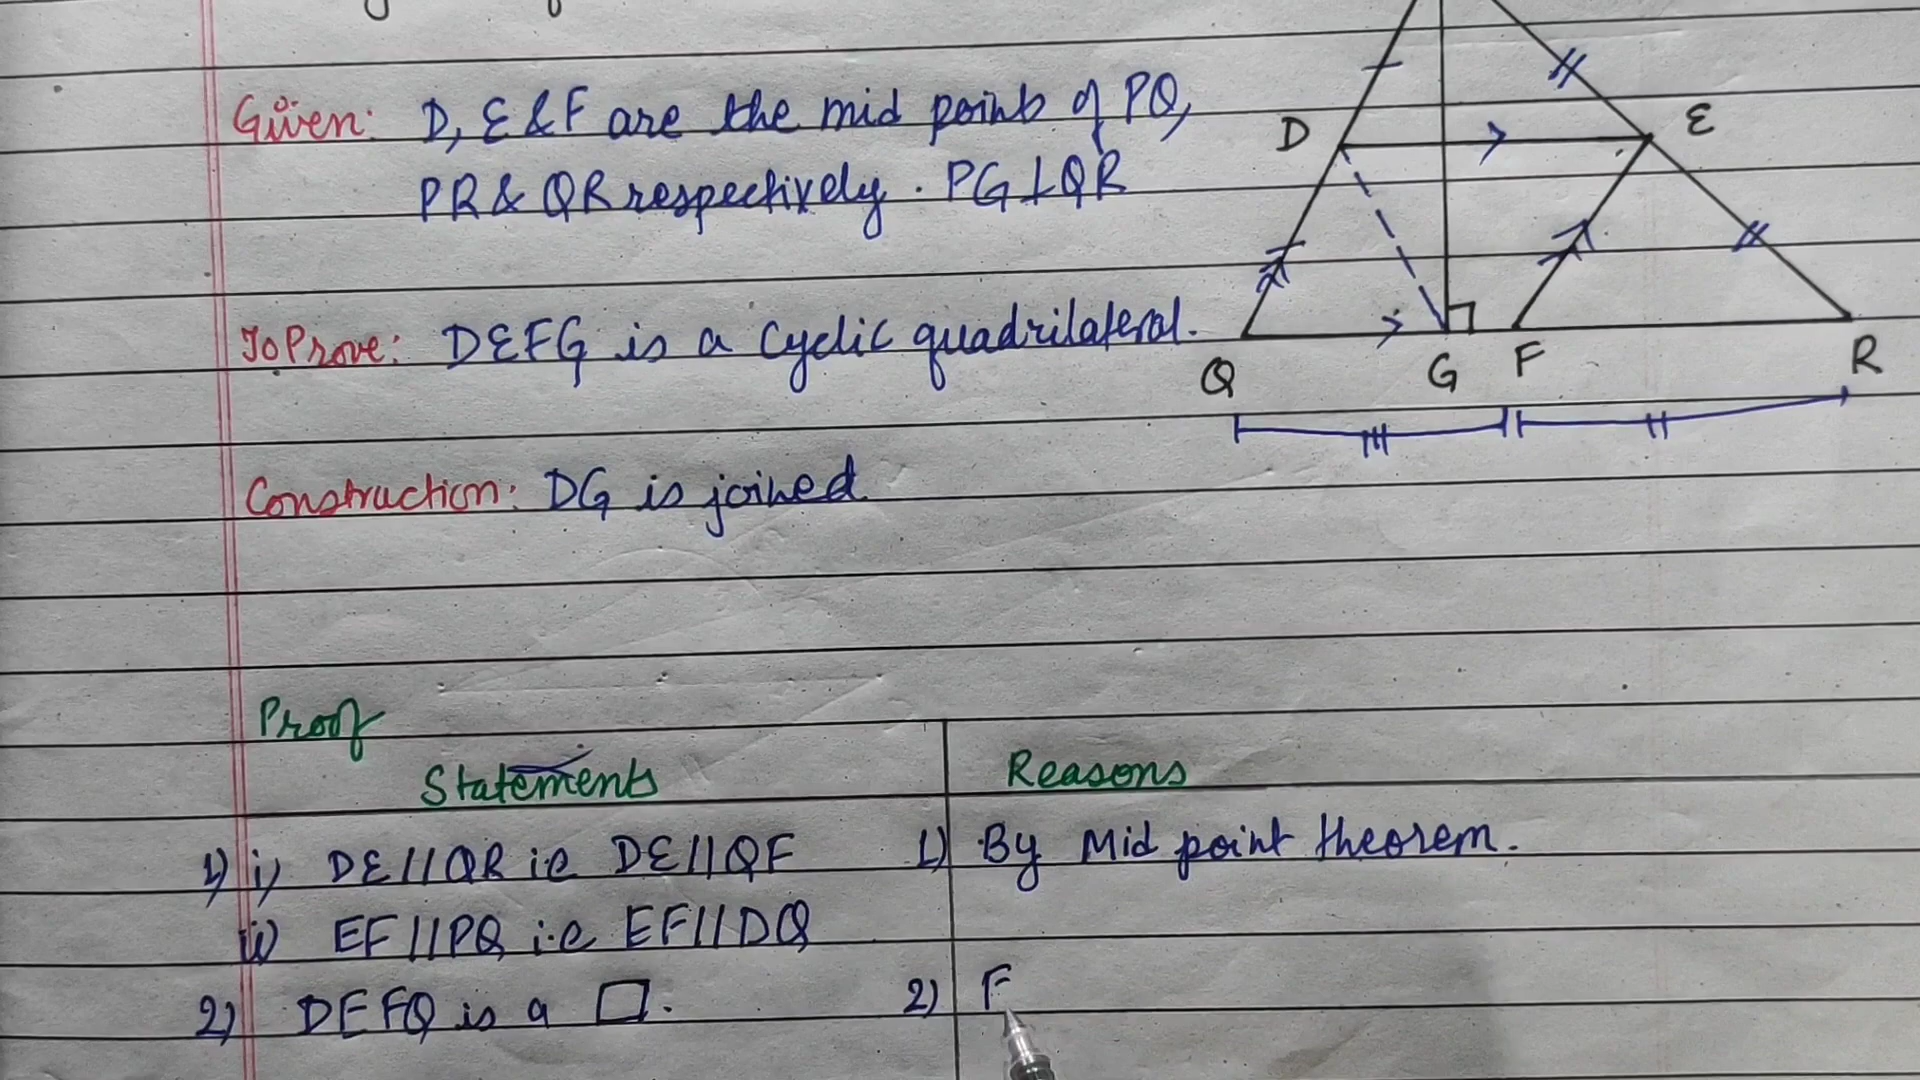 Given: D, E & F are the mid points of PQ,
PR & QR respectively. PG⊥QR
To Prove: DEFG is a Cyclic quadrilateral.
Construction: DG is joined.
D
E
Q
G
F
R
Proof
Statements
Reasons
1) i) DE//QR i.e DE//QF
1) By Mid point theorem.
ii) EF//PQ i.e EF//DQ
2) DEFQ is a ▱.
2) F